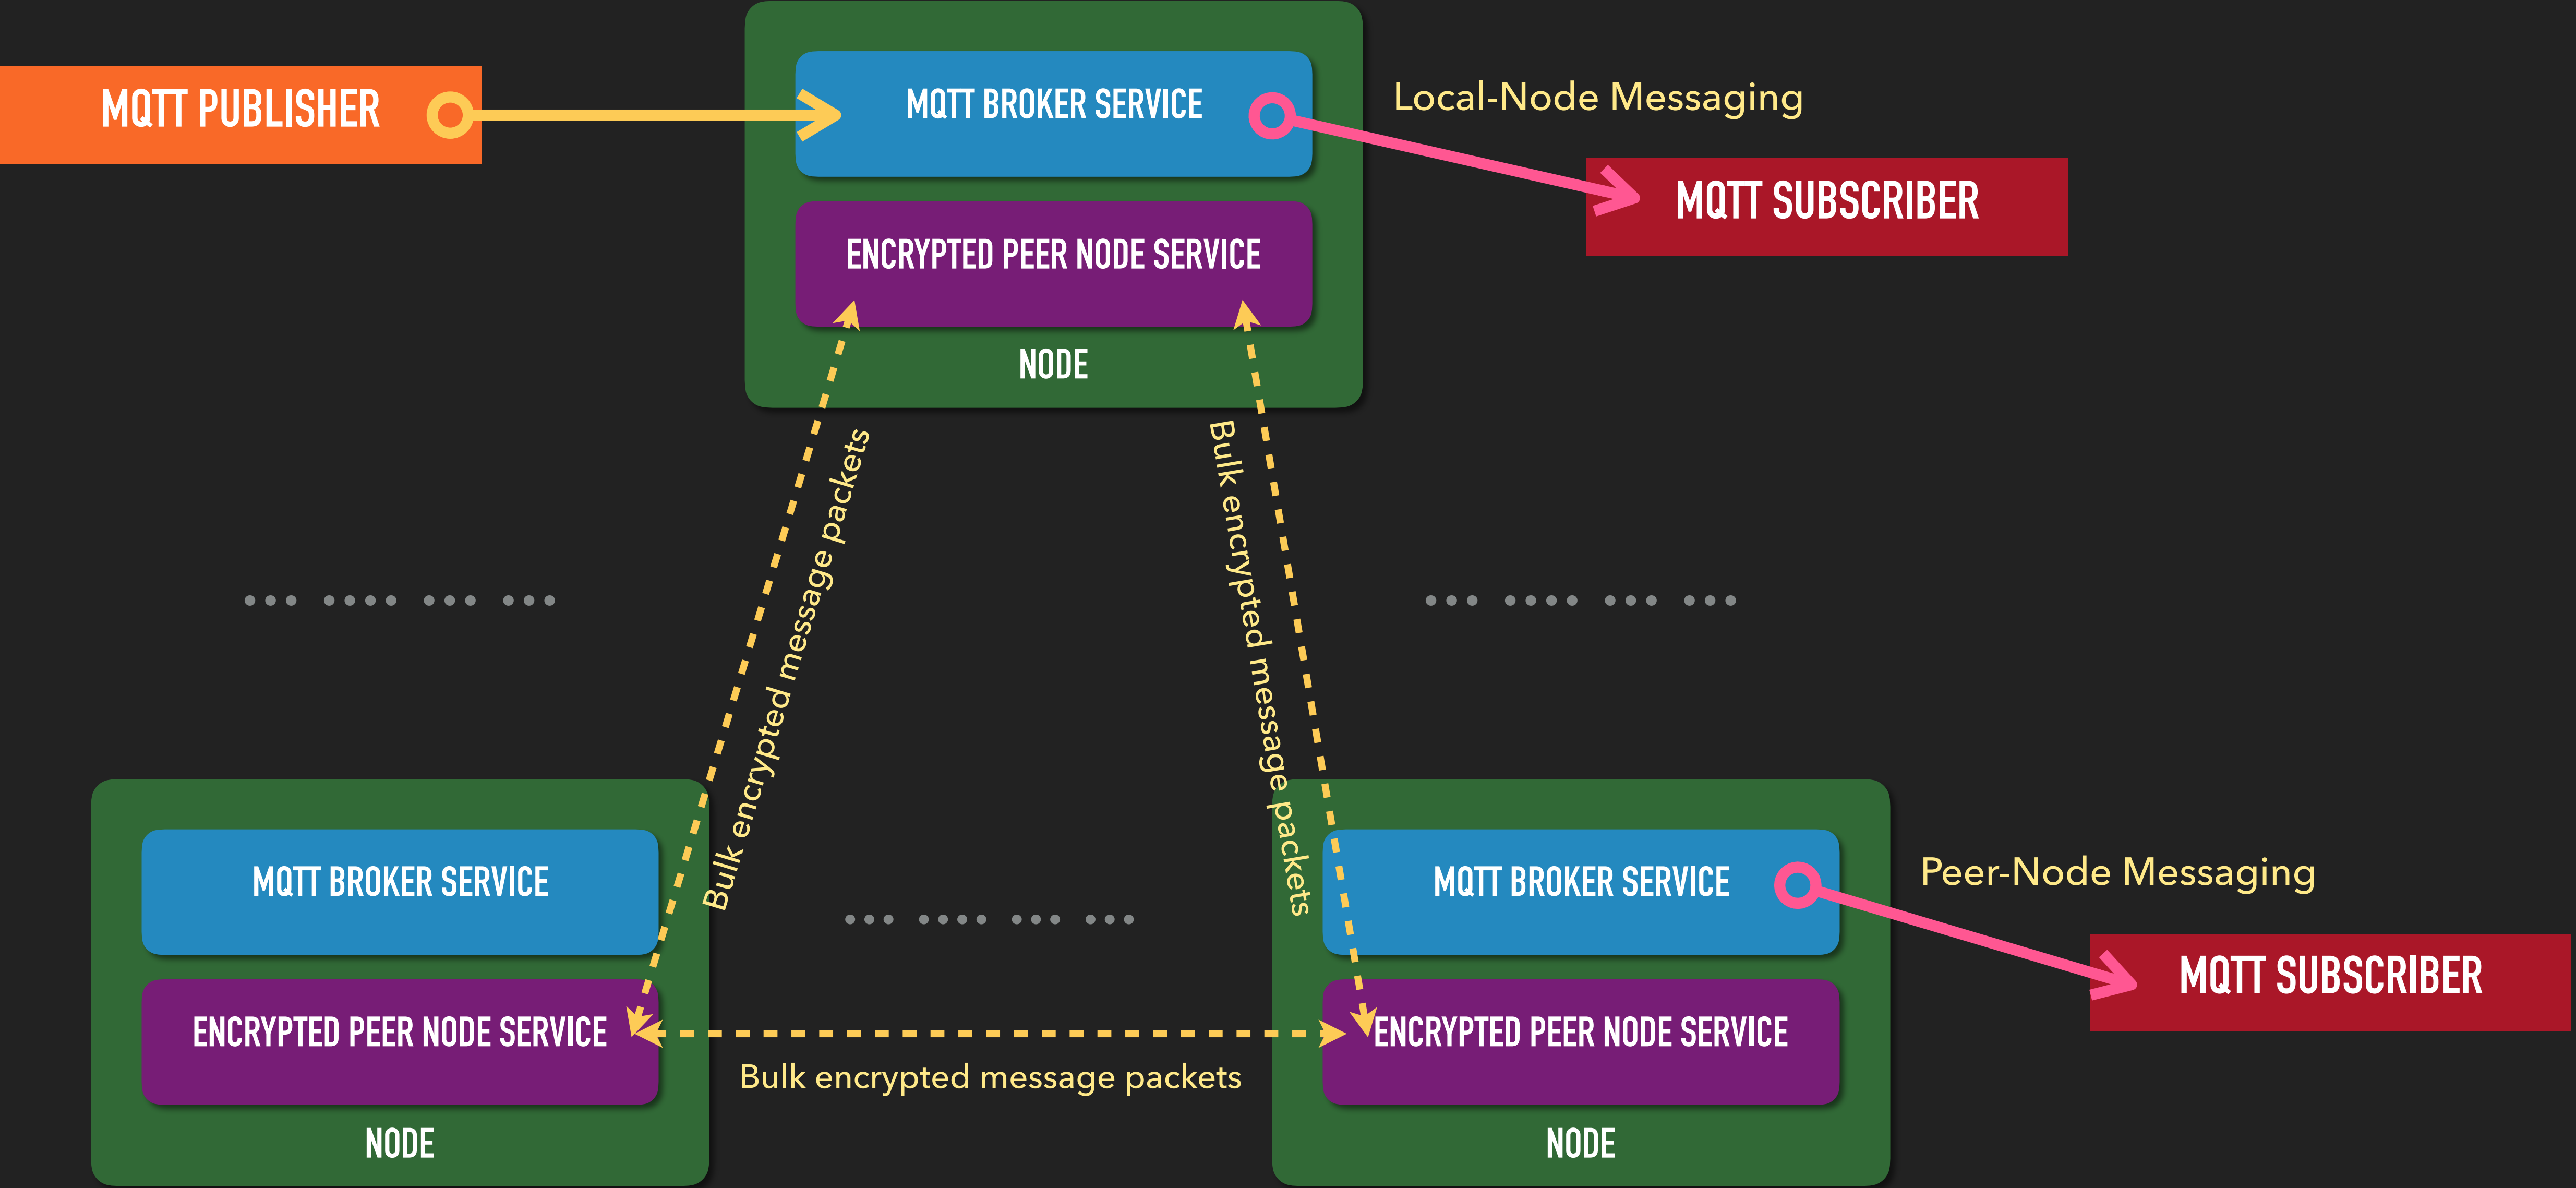 MQTT PUBLISHER
MQTT BROKER SERVICE
Local-Node Messaging
MQTT SUBSCRIBER
ENCRYPTED PEER NODE SERVICE
NODE
Bulk encrypted message packets
Bulk encrypted message packets
MQTT BROKER SERVICE
ENCRYPTED PEER NODE SERVICE
NODE
Bulk encrypted message packets
MQTT BROKER SERVICE
Peer-Node Messaging
MQTT SUBSCRIBER
ENCRYPTED PEER NODE SERVICE
NODE